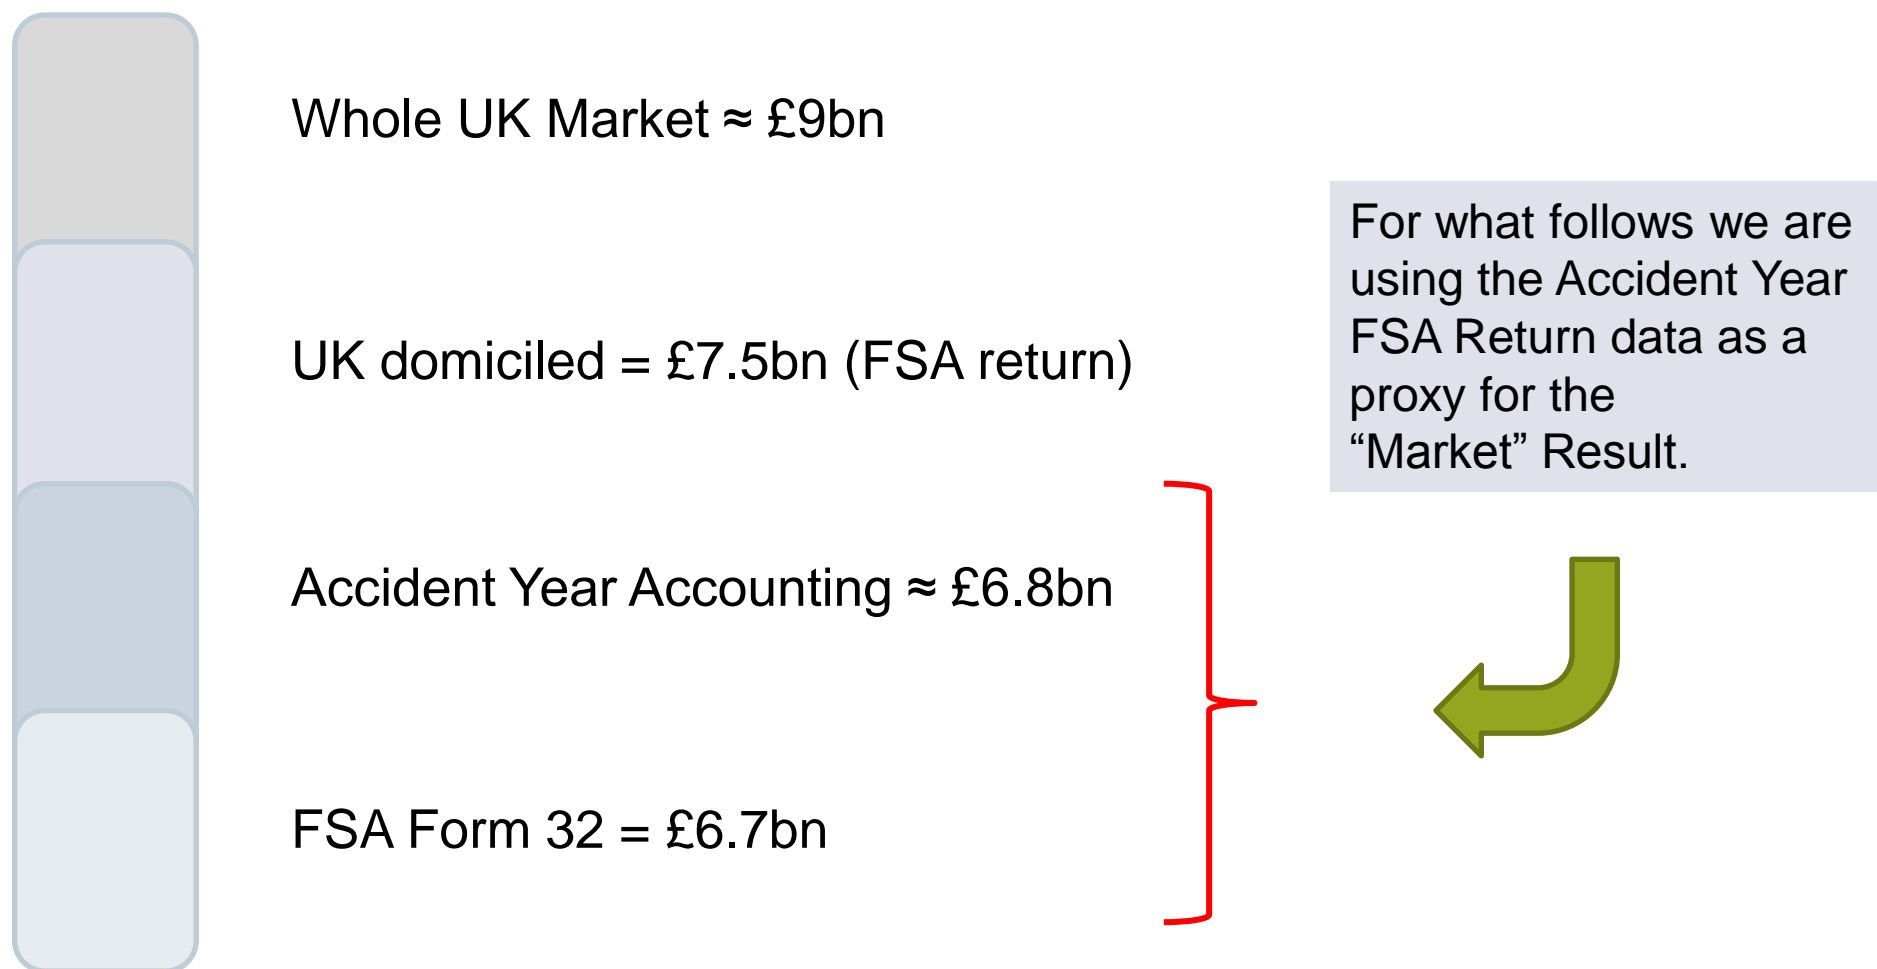 Whole UK Market ≈ £9bn
UK domiciled = £7.5bn (FSA return)
Accident Year Accounting ≈ £6.8bn
FSA Form 32 = £6.7bn
For what follows we are
using the Accident Year
FSA Return data as a
proxy for the
“Market” Result.